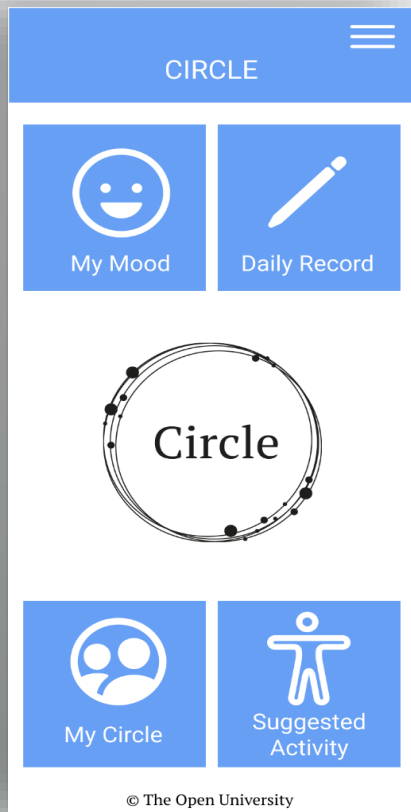 CIRCLE
My Mood
Daily Record
Circle
My Circle
Suggested
Activity
© The Open University